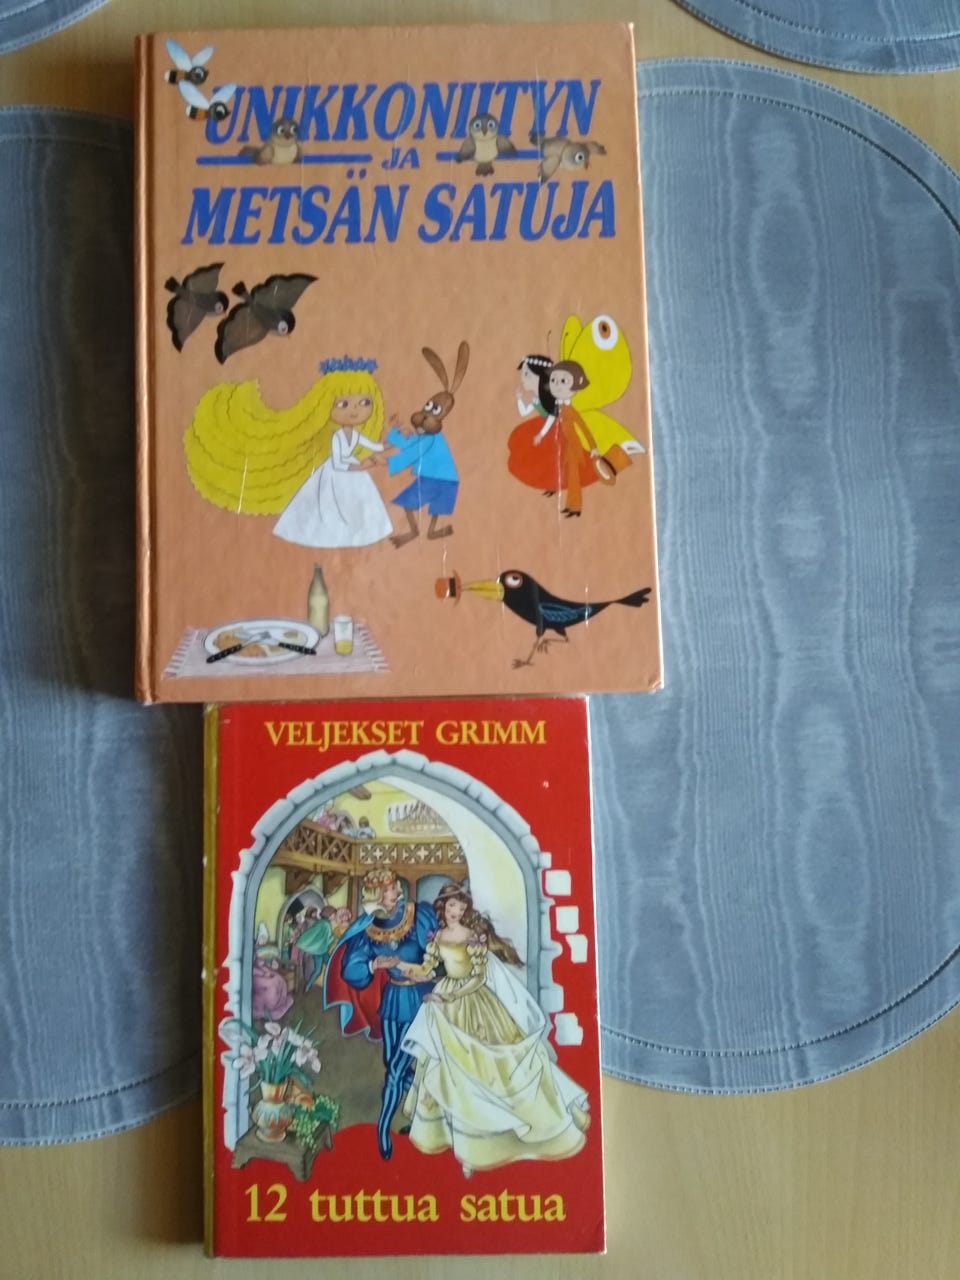 UNIKKONIITYN
JA
METSÄN SATUJA
VELJEKSET GRIMM
12 tuttua satua